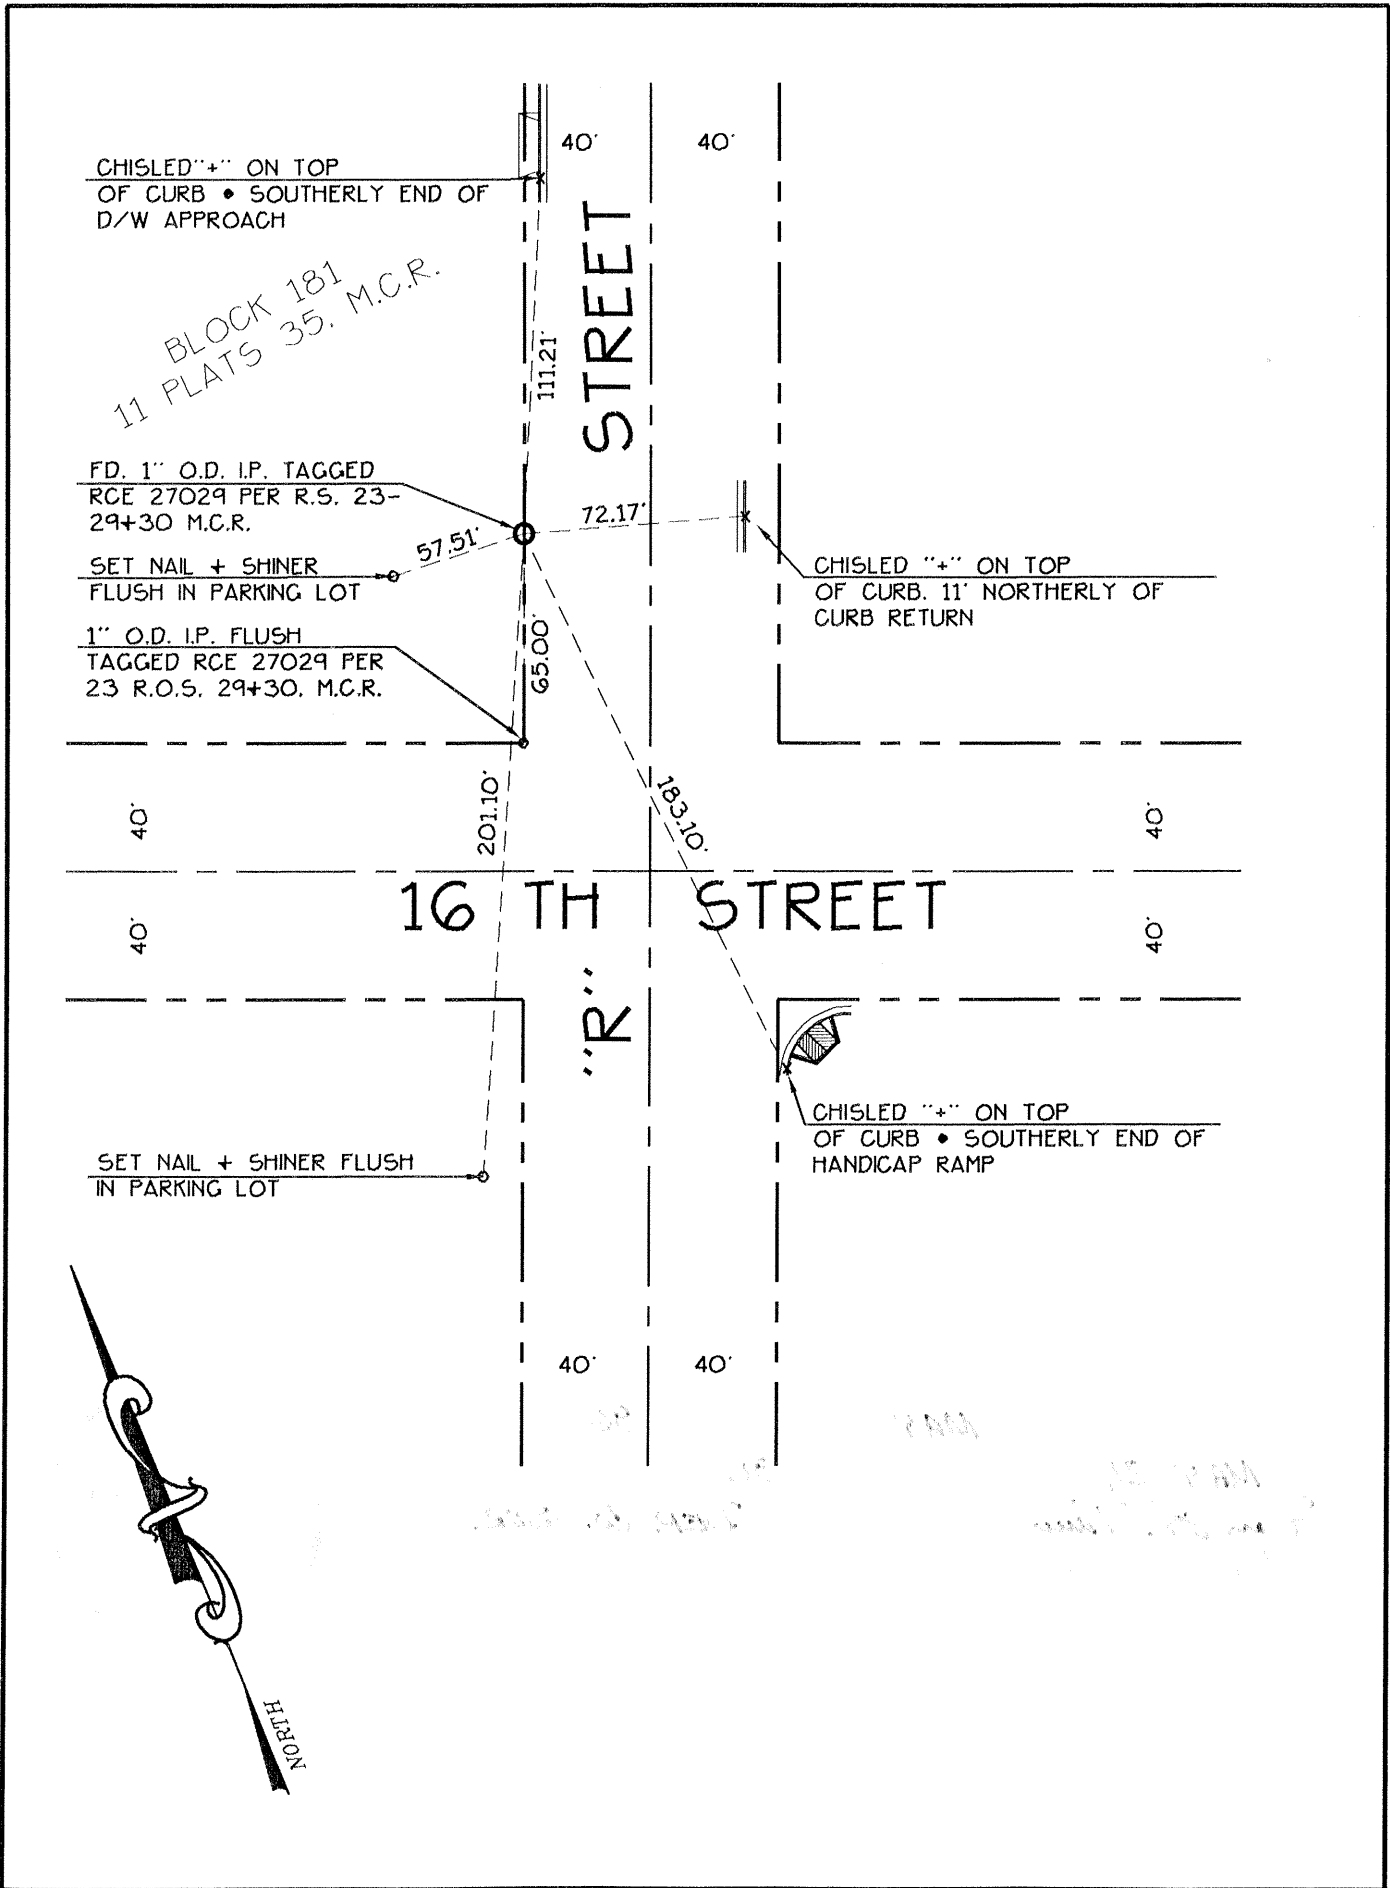 40'
40'
CHISLED "+" ON TOP
OF CURB • SOUTHERLY END OF
D/W APPROACH
STREET
BLOCK 181
11 PLATS 35, M.C.R.
111.21'
FD. 1" O.D. I.P. TAGGED
RCE 27029 PER R.S. 23-
29+30 M.C.R.
57.51'
72.17'
SET NAIL + SHINER
FLUSH IN PARKING LOT
CHISLED "+" ON TOP
OF CURB. 11' NORTHERLY OF
CURB RETURN
1" O.D. I.P. FLUSH
TAGGED RCE 27029 PER
23 R.O.S. 29+30, M.C.R.
65.00'
201.10'
183.10'
40'
40'
16 TH STREET
40'
40'
"R"
CHISLED "+" ON TOP
OF CURB • SOUTHERLY END OF
HANDICAP RAMP
SET NAIL + SHINER FLUSH
IN PARKING LOT
40'
40'
NORTH